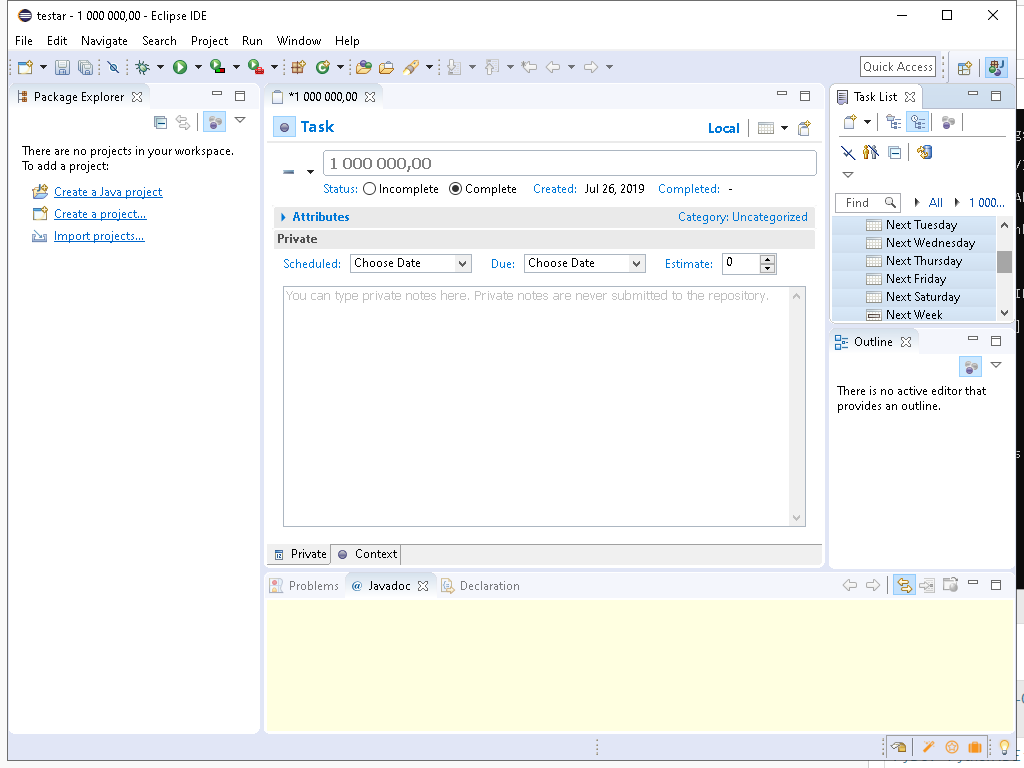 testar - 1 000 000,00 - Eclipse IDE
File Edit Navigate Search Project Run Window Help
Quick Access
Package Explorer
There are no projects in your workspace.
To add a project:
Create a Java project
Create a project...
Import projects...
*1 000 000,00
Task
Local
1 000 000,00
Status: Incomplete Complete Created: Jul 26, 2019 Completed: -
Attributes
Category: Uncategorized
Private
Scheduled: Choose Date Due: Choose Date Estimate: 0
You can type private notes here. Private notes are never submitted to the repository.
Private Context
Problems @ Javadoc Declaration
Task List
Find All 1 000...
Next Tuesday
Next Wednesday
Next Thursday
Next Friday
Next Saturday
Next Week
Outline
There is no active editor that
provides an outline.